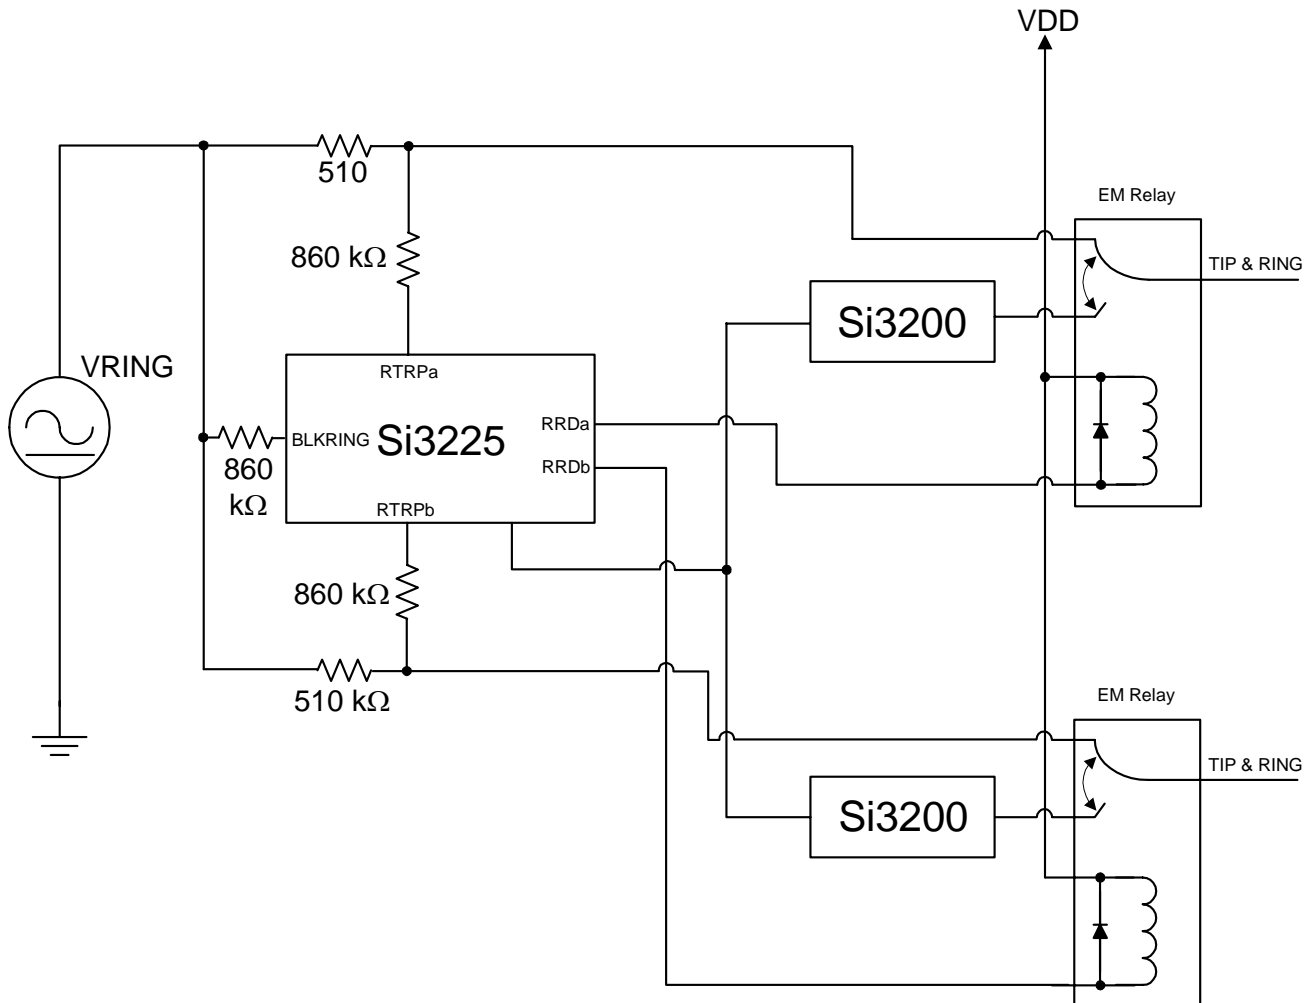 VDD
510
EM Relay
860 kΩ
TIP & RING
Si3200
VRING
RTRPa
BLKRING
Si3225
RRDa
RRDb
860
kΩ
RTRPb
860 kΩ
510 kΩ
EM Relay
TIP & RING
Si3200